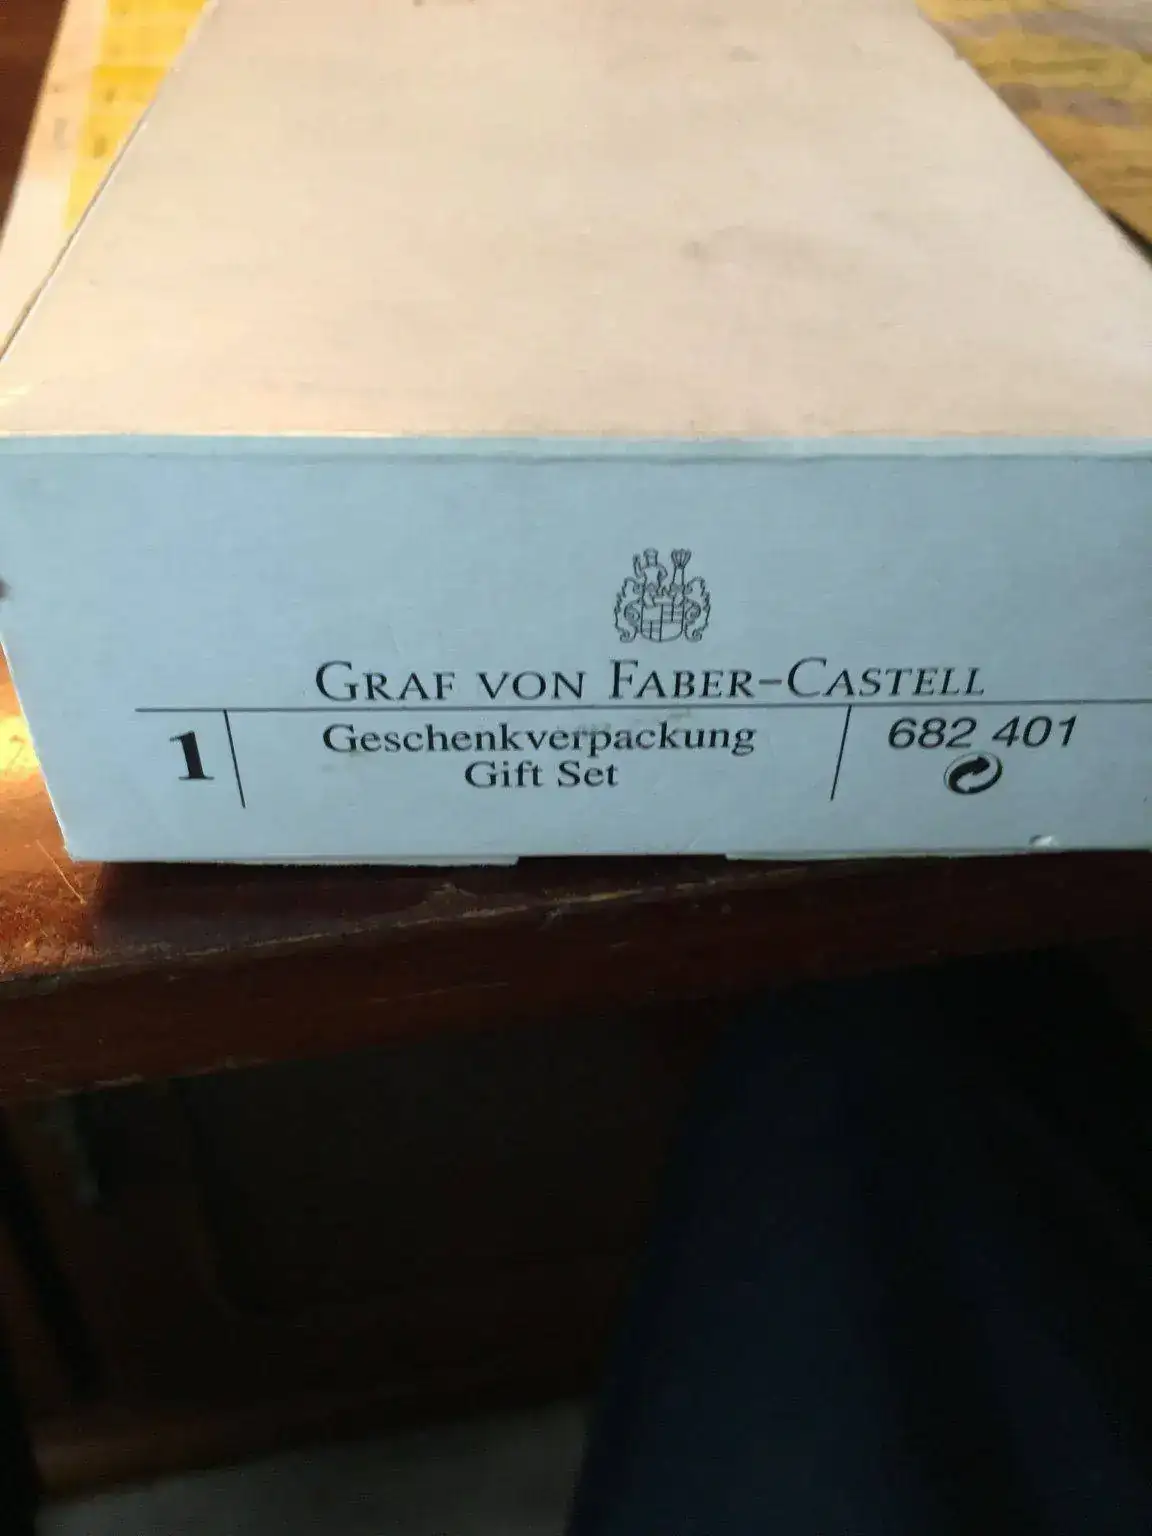 GRAF VON FABER-CASTELL
1
Geschenkverpackung
Gift Set
682 401